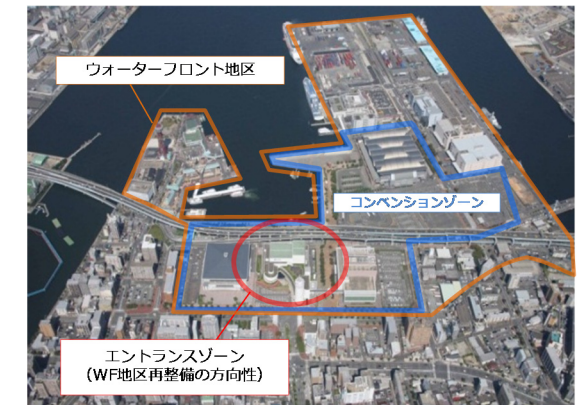 ウォーターフロント地区
コンベンションゾーン
エントランスゾーン
（WF地区再整備の方向性）